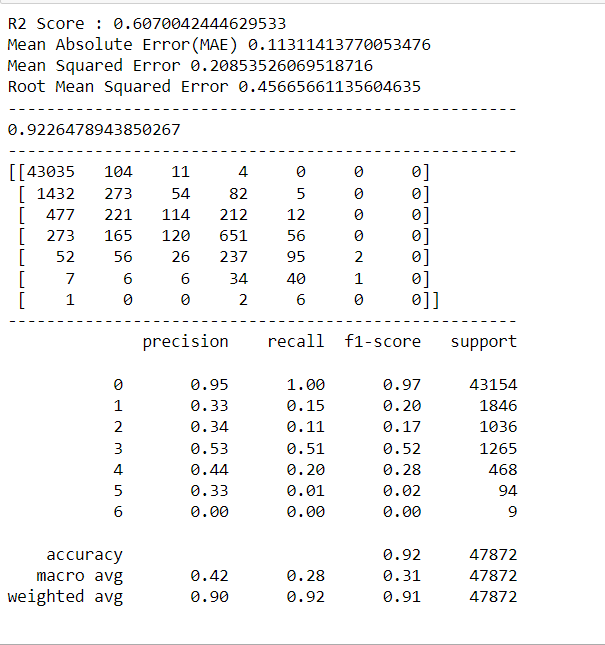 R2 Score : 0.6070042444629533
Mean Absolute Error(MAE) 0.11311413770053476
Mean Squared Error 0.20853526069518716
Root Mean Squared Error 0.45665661135604635
-----------------------------------------------------
0.9226478943850267
-----------------------------------------------------
[[43035   104    11     4     0     0     0]
 [ 1432   273    54    82     5     0     0]
 [  477   221   114   212    12     0     0]
 [  273   165   120   651    56     0     0]
 [   52    56    26   237    95     2     0]
 [    7     6     6    34    40     1     0]
 [    1     0     0     2     6     0     0]]
-----------------------------------------------------
              precision    recall  f1-score   support
           0       0.95      1.00      0.97     43154
           1       0.33      0.15      0.20      1846
           2       0.34      0.11      0.17      1036
           3       0.53      0.51      0.52      1265
           4       0.44      0.20      0.28       468
           5       0.33      0.01      0.02        94
           6       0.00      0.00      0.00         9
    accuracy                           0.92     47872
   macro avg       0.42      0.28      0.31     47872
weighted avg       0.90      0.92      0.91     47872